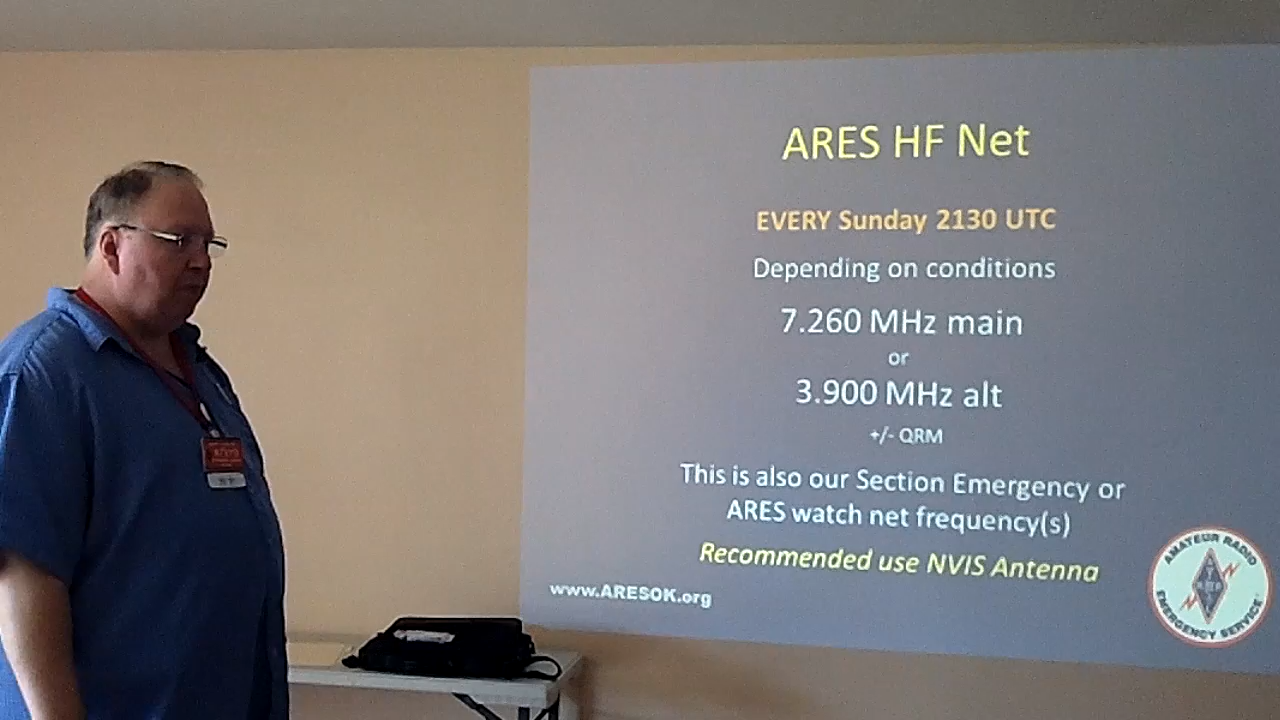 ARES HF Net
EVERY Sunday 2130 UTC
Depending on conditions
7.260 MHz main
or
3.900 MHz alt
+/- QRM
This is also our Section Emergency or
ARES watch net frequency(s)
Recommended use NVIS Antenna
www.ARESOK.org
AMATEUR RADIO
EMERGENCY SERVICE